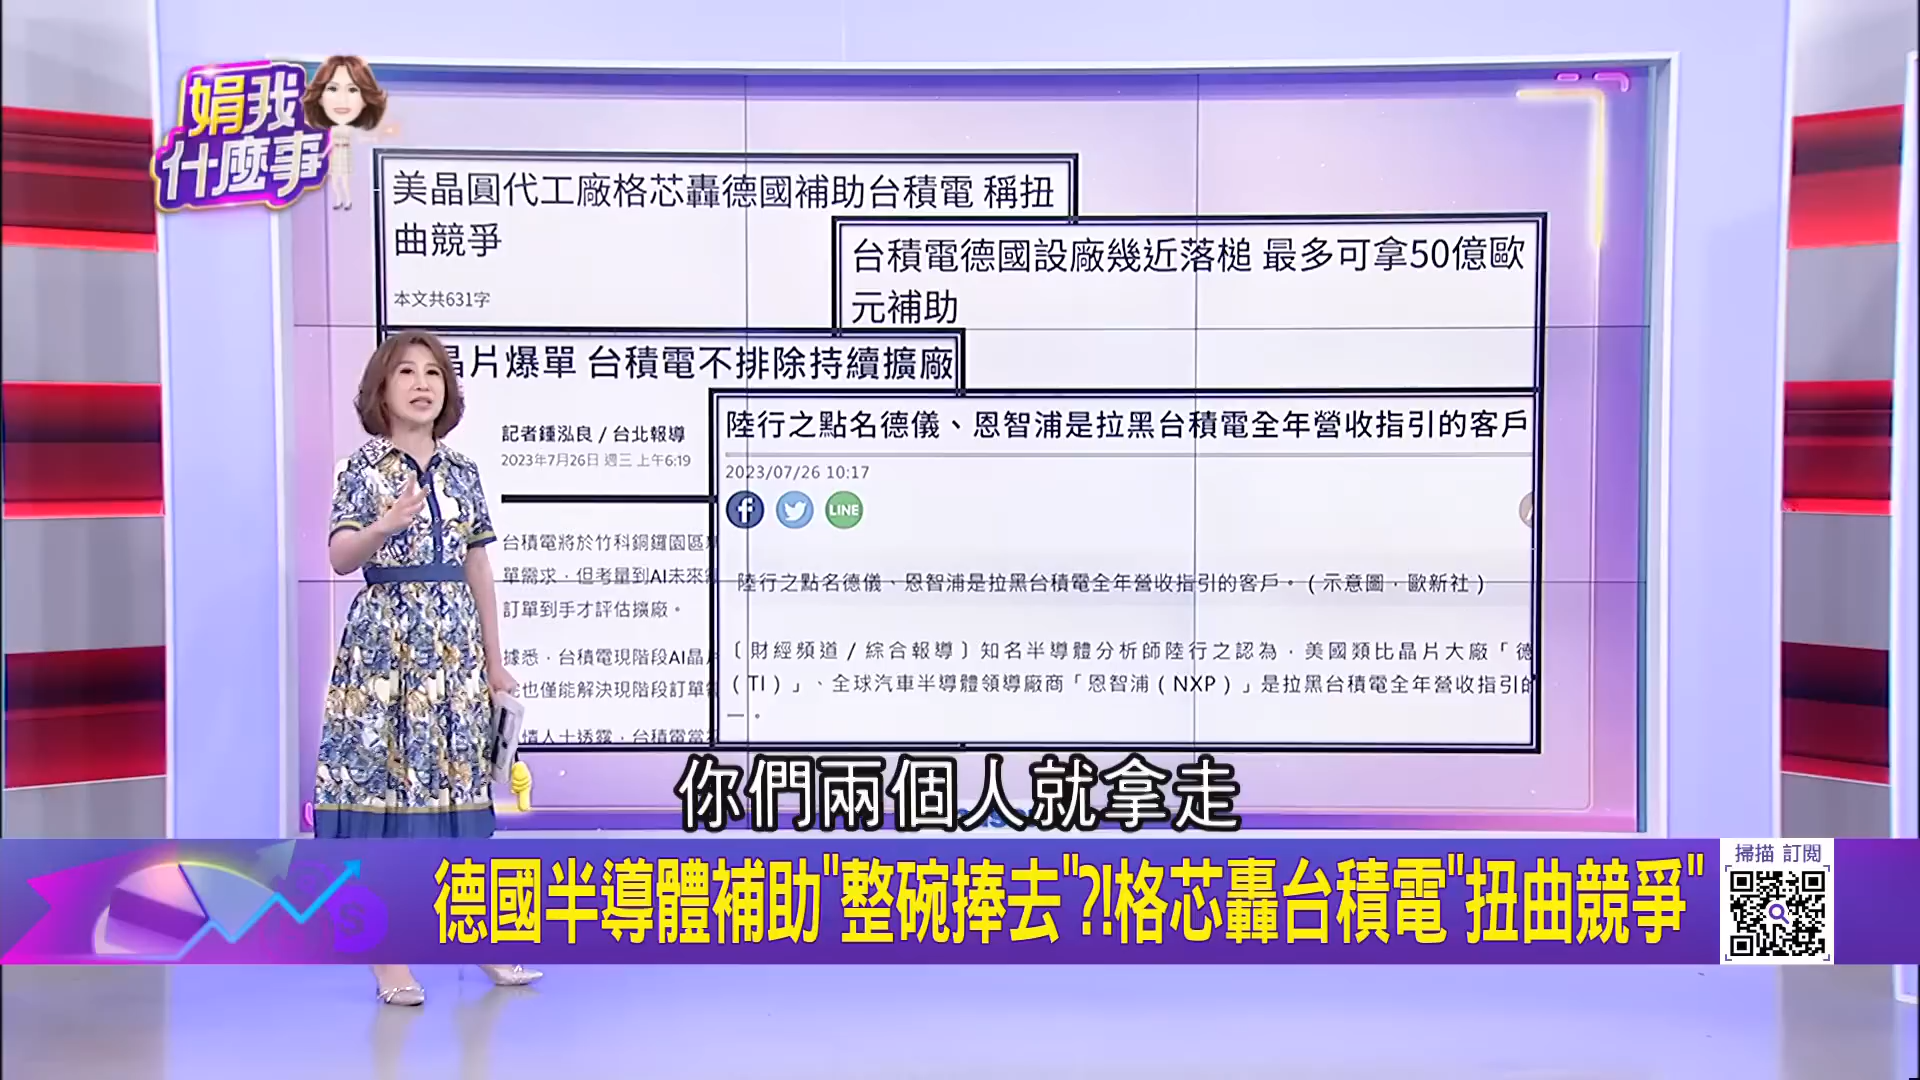 娟我
什麼事
美晶圓代工廠格芯轟德國補助台積電 稱扭
曲競爭
本文共631字
台積電德國設廠幾近落槌 最多可拿50億歐
元補助
晶片爆單 台積電不排除持續擴廠
記者鍾泓良 / 台北報導
2023年7月26日 週三 上午6:19
台積電將於竹科銅鑼園區
單需求，但考量到AI未來
訂單到手才評估擴廠。
據悉，台積電現階段AI晶
也僅能解決現階段訂單
情人士透露，台積電當
陸行之點名德儀、恩智浦是拉黑台積電全年營收指引的客戶
2023/07/26 10:17
f
LINE
陸行之點名德儀、恩智浦是拉黑台積電全年營收指引的客戶。（示意圖，歐新社）
〔財經頻道／綜合報導〕知名半導體分析師陸行之認為，美國類比晶片大廠「德
（TI）」、全球汽車半導體領導廠商「恩智浦（NXP）」是拉黑台積電全年營收指引的
一。
你們兩個人就拿走
德國半導體補助"整碗捧去"?!格芯轟台積電"扭曲競爭"
掃描 訂閱